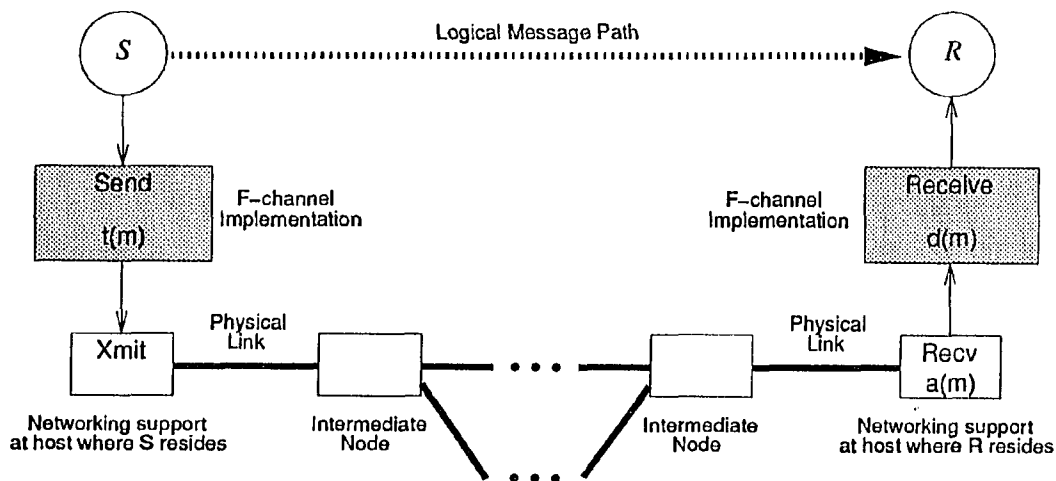 S
Logical Message Path
R
Send
t(m)
F-channel
Implementation
F-channel
Implementation
Receive
d(m)
Xmit
Physical
Link
Physical
Link
Recv
a(m)
Networking support
at host where S resides
Intermediate
Node
Intermediate
Node
Networking support
at host where R resides